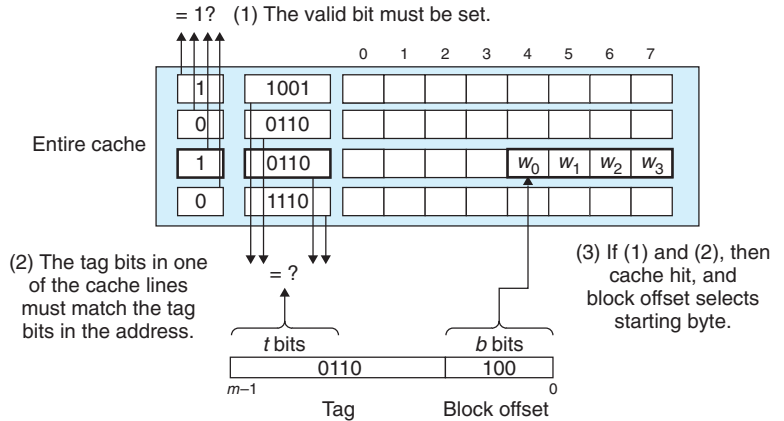 = 1? (1) The valid bit must be set.
0 1 2 3 4 5 6 7
1 1001
0 0110
Entire cache
1 0110 w0 w1 w2 w3
0 1110
(2) The tag bits in one
of the cache lines
must match the tag
bits in the address.
= ?
(3) If (1) and (2), then
cache hit, and
block offset selects
starting byte.
t bits b bits
0110 100
m–1 0
Tag Block offset